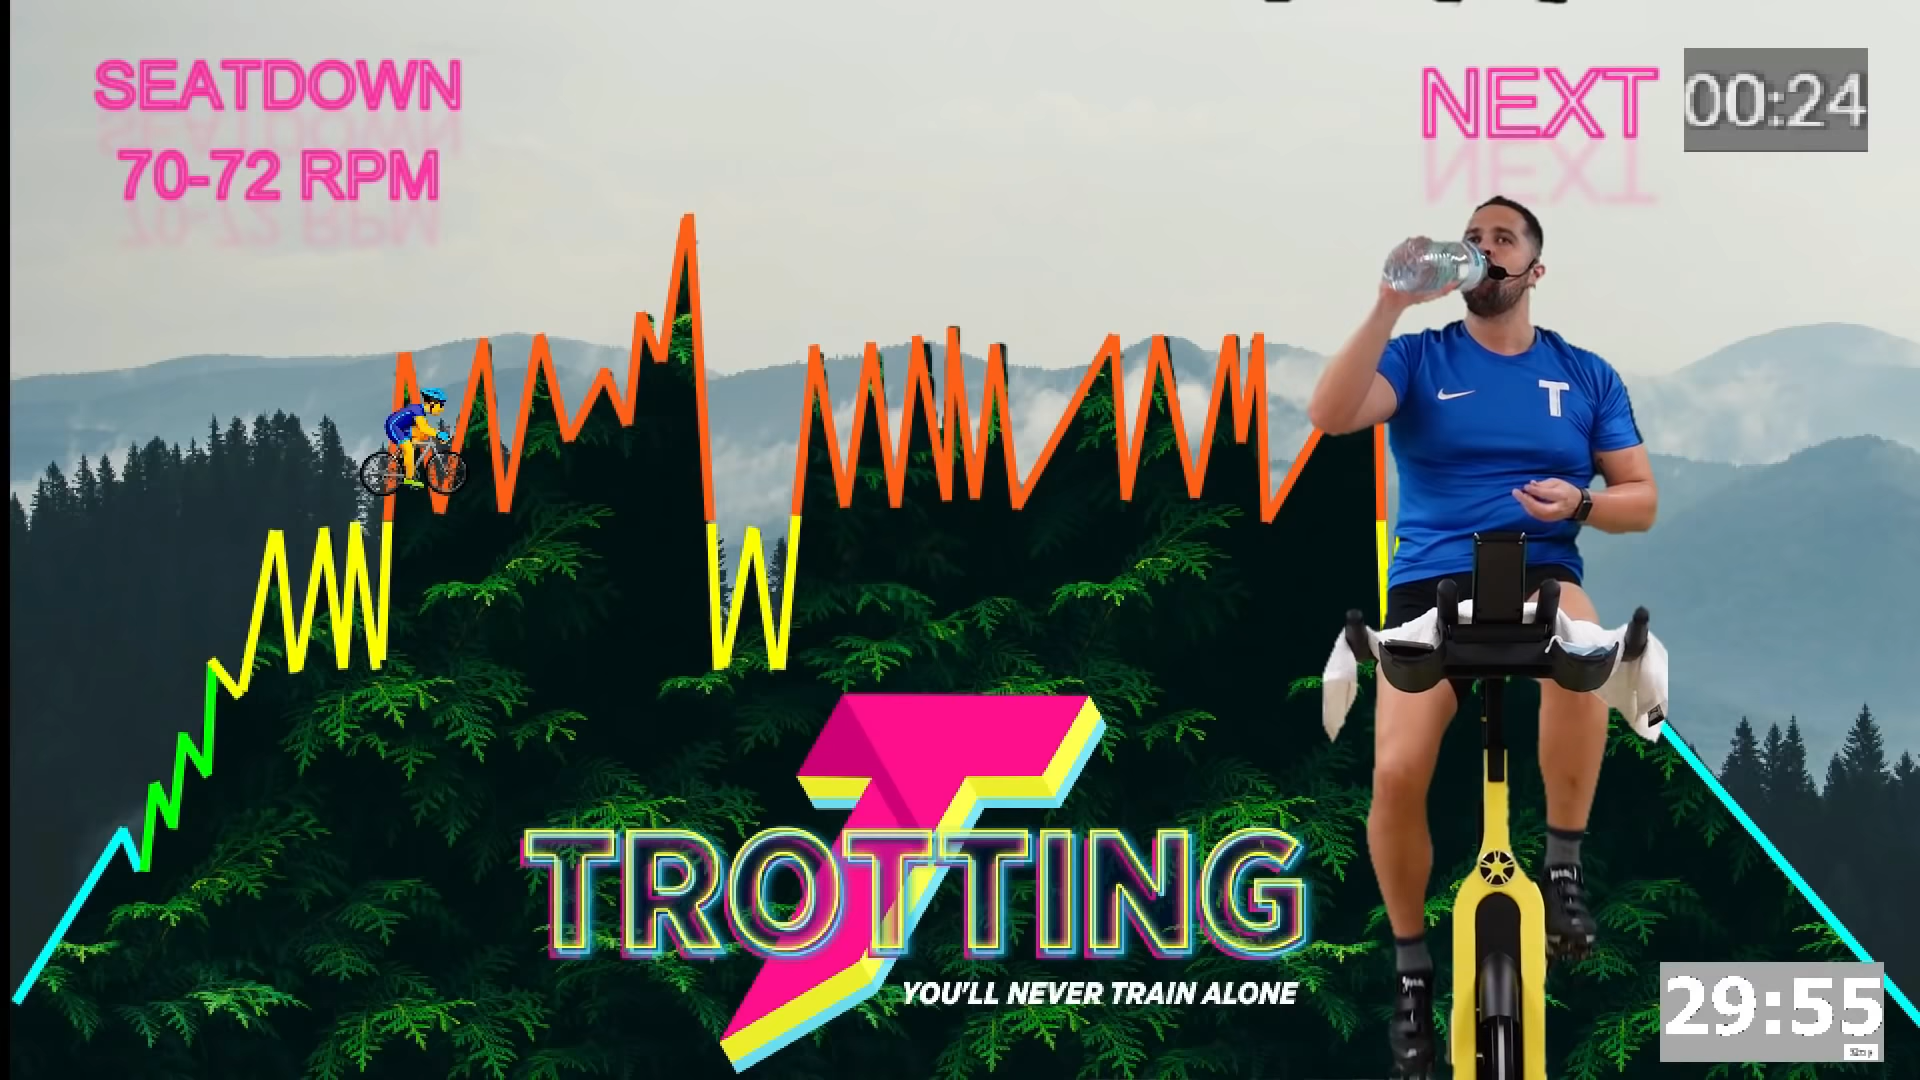 SEATDOWN
70-72 RPM
NEXT
00:24
T
TROTTING
YOU'LL NEVER TRAIN ALONE
29:55